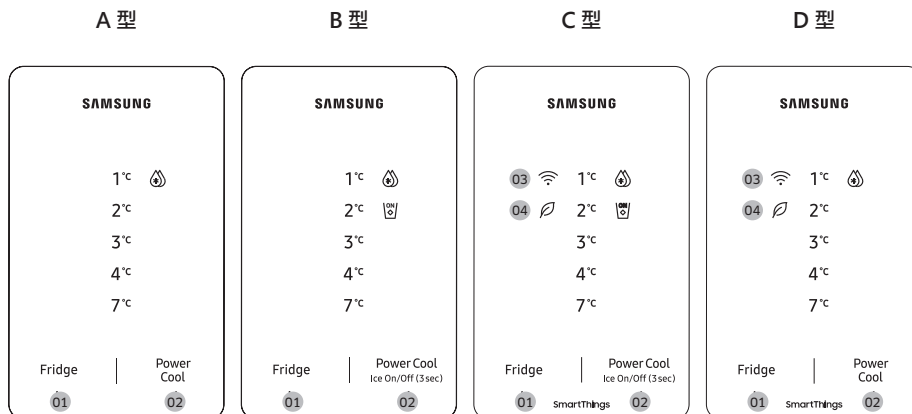 A 型
B 型
C 型
D 型
SAMSUNG
1°C
2°C
3°C
4°C
7°C
Fridge
Power
Cool
01
02
SAMSUNG
1°C
2°C
ON
3°C
4°C
7°C
Fridge
Power Cool
Ice On/Off (3 sec)
01
02
SAMSUNG
03
1°C
04
2°C
ON
3°C
4°C
7°C
Fridge
Power Cool
Ice On/Off (3 sec)
01
SmartThings
02
SAMSUNG
03
1°C
04
2°C
3°C
4°C
7°C
Fridge
Power
Cool
01
SmartThings
02